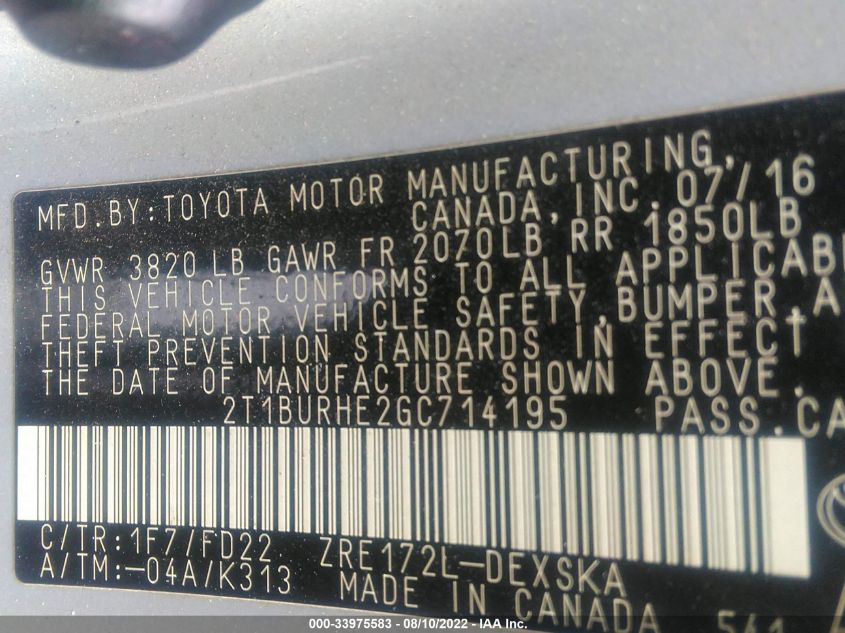 MFD.BY:TOYOTA MOTOR MANUFACTURING,
CANADA, INC. 07/16
GVWR 3820 LB GAWR FR 2070LB RR 1850LB
THIS VEHICLE CONFORMS TO ALL APPLICABL
FEDERAL MOTOR VEHICLE SAFETY, BUMPER, A
THEFT PREVENTION STANDARDS IN EFFECT
THE DATE OF MANUFACTURE SHOWN ABOVE.
2T1BURHE2GC714195 PASS.CA
C/TR:1F7/FD22 ZRE172L-DEXSKA
A/TM:-04A/K313 MADE IN CANADA
541
000-33975583 - 08/10/2022 - IAA Inc.